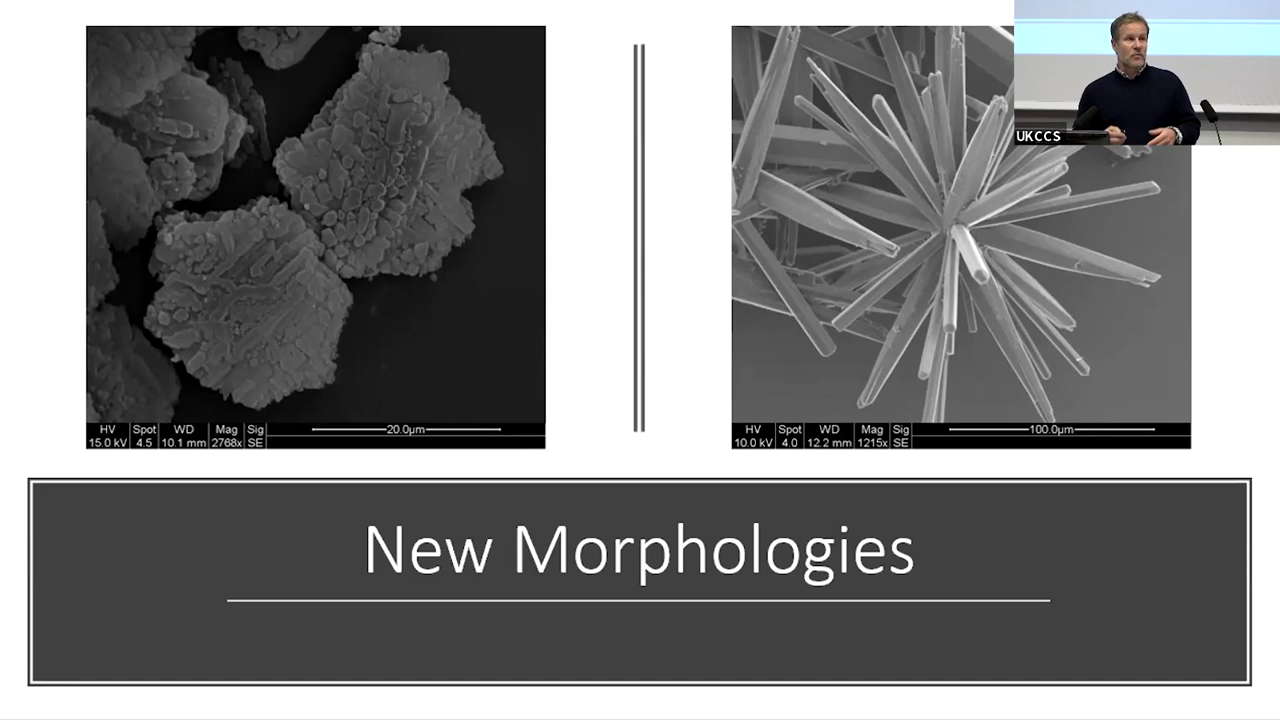 UKCCS
HV Spot WD Mag Sig
15.0 kV 4.5 10.1 mm 2768x SE
20.0µm
HV Spot WD Mag Sig
10.0 kV 4.0 12.2 mm 1215x SE
100.0µm
New Morphologies